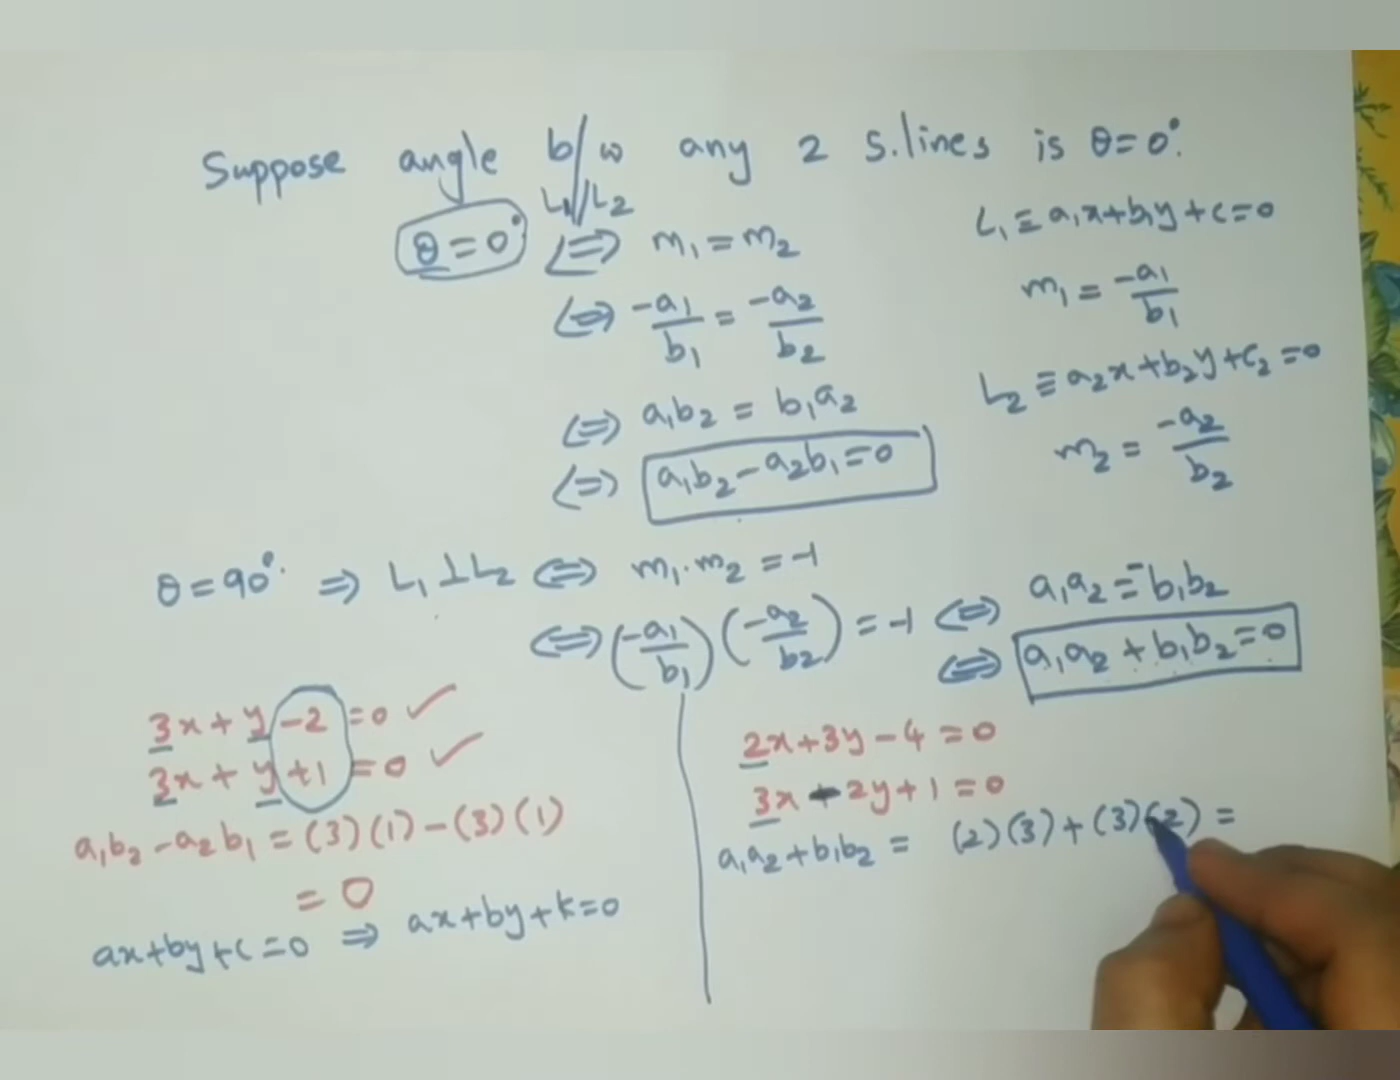 Suppose angle b/w any 2 s.lines is θ=0°.
L₁//L₂
θ=0° <=> m₁=m₂
<=> -a₁/b₁ = -a₂/b₂
<=> a₁b₂ = b₁a₂
<=> a₁b₂-a₂b₁=0
L₁≡a₁x+b₁y+c=0
m₁ = -a₁/b₁
L₂≡a₂x+b₂y+c₂=0
m₂ = -a₂/b₂
θ=90° ⇒ L₁⊥L₂ <=> m₁.m₂=-1
<=> (-a₁/b₁)(-a₂/b₂)=-1 <=> a₁a₂=-b₁b₂
<=> a₁a₂+b₁b₂=0
3x+y-2=0 ✓
3x+y+1=0 ✓
a₁b₂-a₂b₁=(3)(1)-(3)(1)
=0
ax+by+c=0 ⇒ ax+by+k=0
2x+3y-4=0
3x-2y+1=0
a₁a₂+b₁b₂= (2)(3)+(3)(2)=